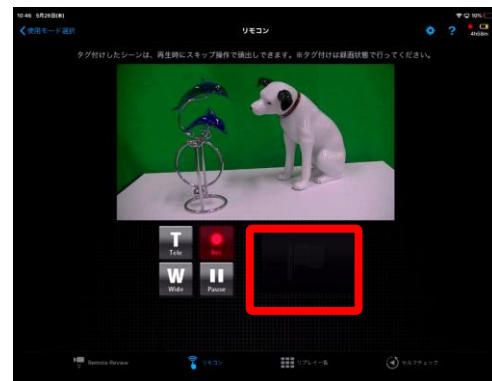 10:46 5月26日(木)
10%
使用モード選択
リモコン
?
4h58m
タグ付けしたシーンは、再生時にスキップ操作で頭出しできます。※タグ付けは録画状態で行ってください。
T
Tele
Rec
W
Wide
Pause
Remote Review
リモコン
リプレイ一覧
セルフチェック